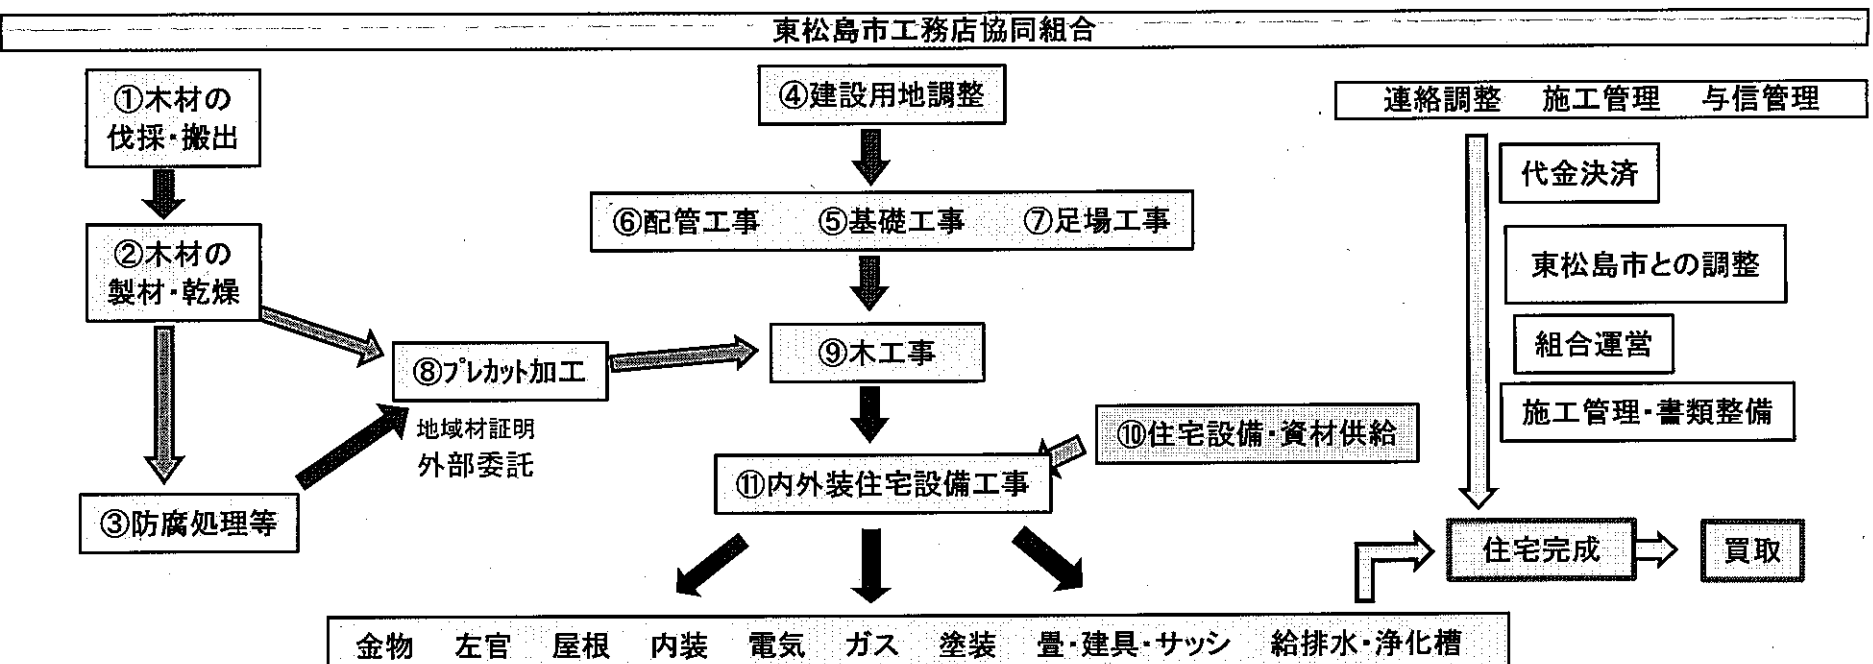 東松島市工務店協同組合
①木材の
伐採・搬出
④建設用地調整
連絡調整 施工管理 与信管理
代金決済
⑥配管工事 ⑤基礎工事 ⑦足場工事
②木材の
製材・乾燥
東松島市との調整
組合運営
⑨木工事
⑧プレカット加工
施工管理・書類整備
地域材証明
外部委託
⑩住宅設備・資材供給
⑪内外装住宅設備工事
③防腐処理等
住宅完成
買取
金物 左官 屋根 内装 電気 ガス 塗装 畳・建具・サッシ 給排水・浄化槽